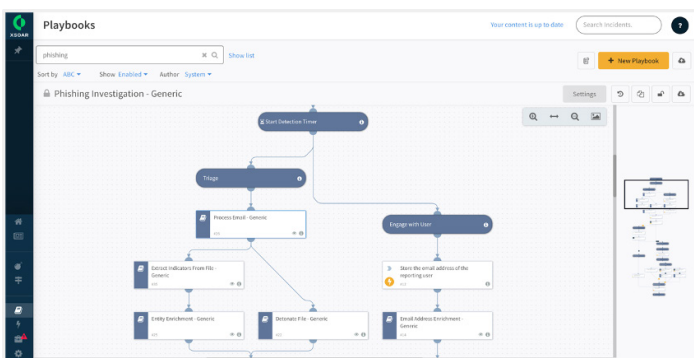 XSOAR
Playbooks
Your content is up to date
Search incidents.
?
phishing
Show list
+ New Playbook
Sort by ABC
Show Enabled
Author System
Phishing Investigation - Generic
Settings
Start Detection Timer
Triage
Process Email - Generic
Engage with User
Extract Indicators From File - Generic
Store the email address of the reporting user
Entity Enrichment - Generic
Detonate File - Generic
Email Address Enrichment - Generic